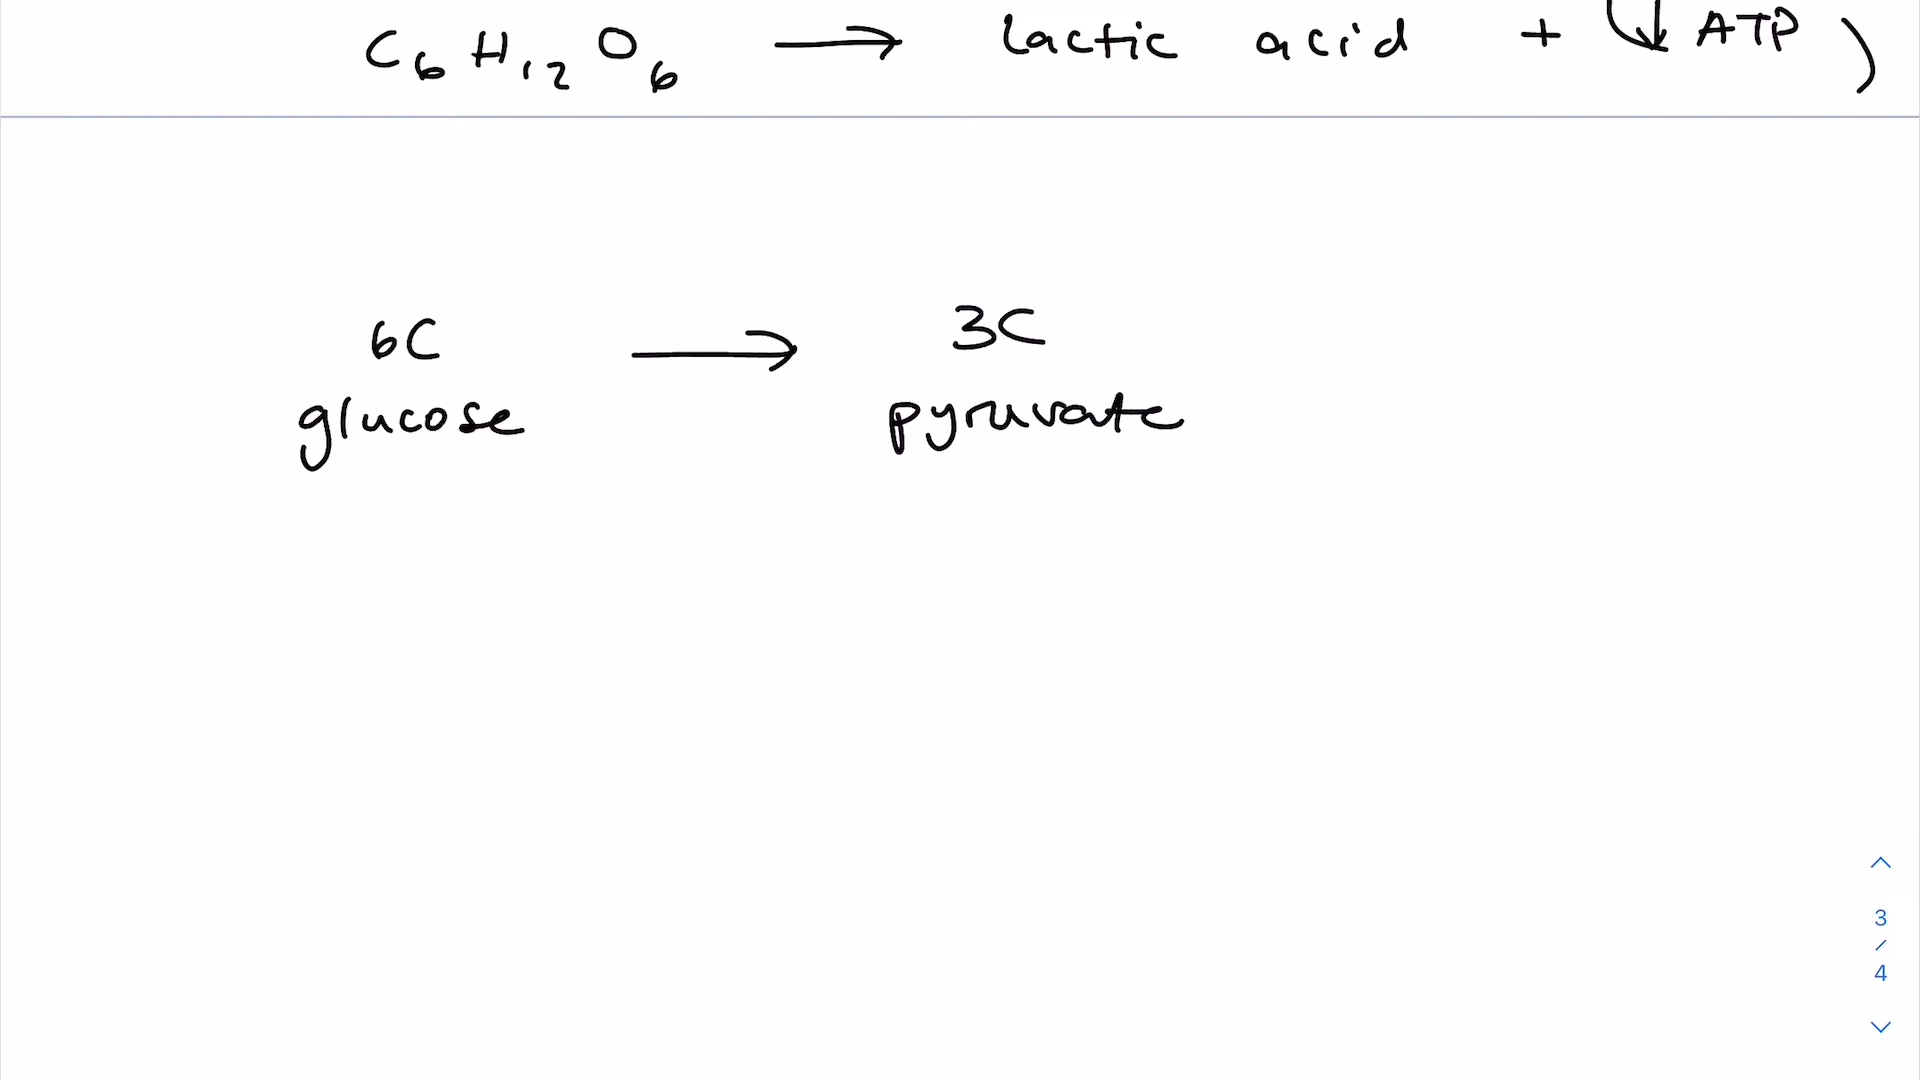 C6H12O6 → lactic acid + ↓ ATP )
6C → 3C
glucose pyruvate
3
/
4